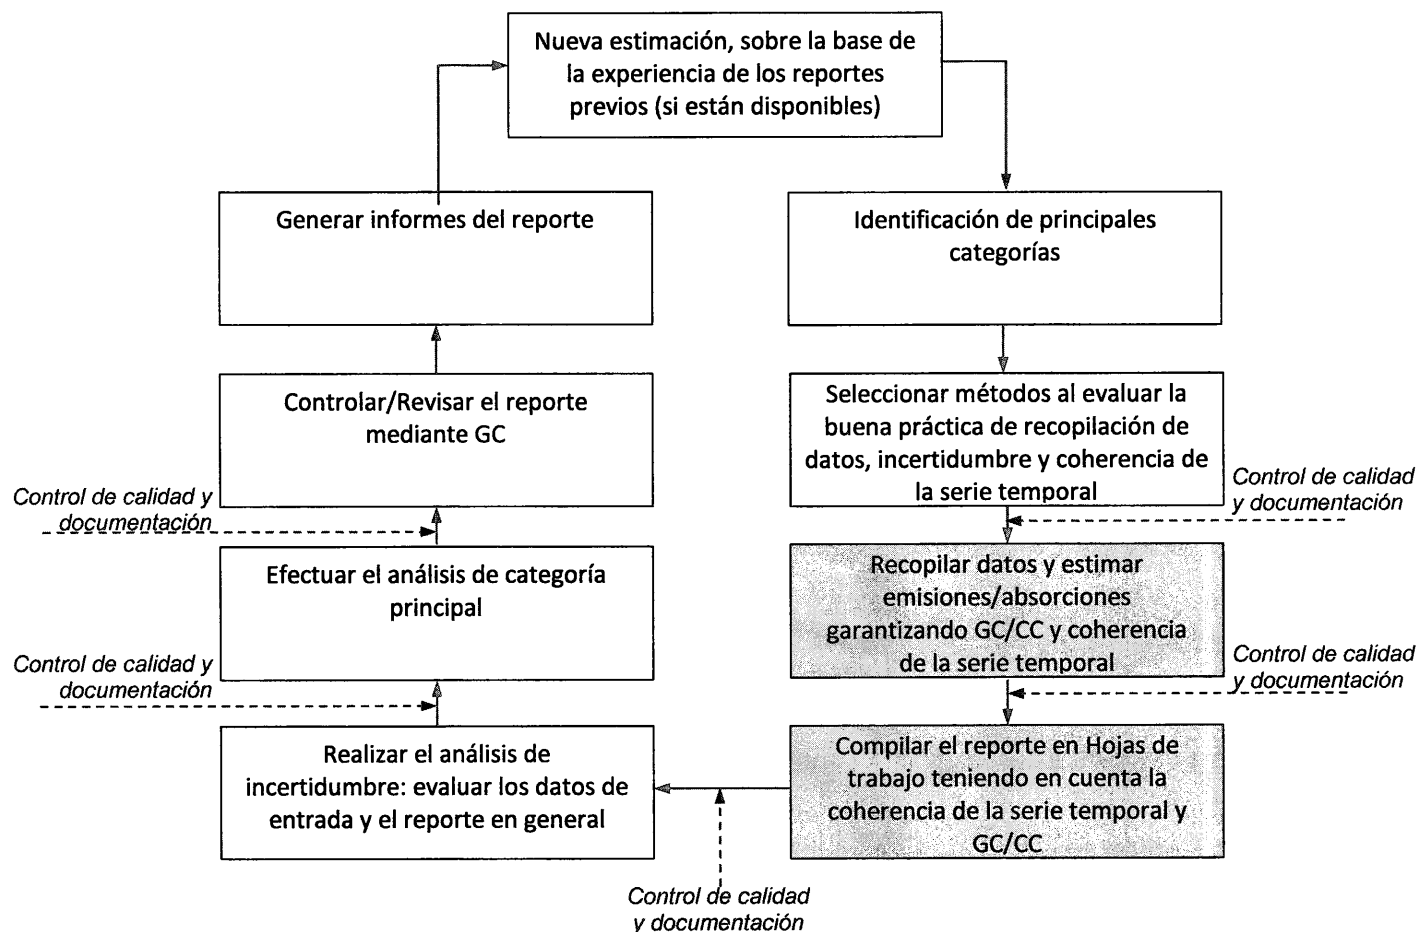 Nueva estimación, sobre la base de
la experiencia de los reportes
previos (si están disponibles)
Identificación de principales
categorías
Seleccionar métodos al evaluar la
buena práctica de recopilación de
datos, incertidumbre y coherencia de
la serie temporal
Control de calidad
y documentación
Recopilar datos y estimar
emisiones/absorciones
garantizando GC/CC y coherencia
de la serie temporal
Control de calidad
y documentación
Compilar el reporte en Hojas de
trabajo teniendo en cuenta la
coherencia de la serie temporal y
GC/CC
Control de calidad
y documentación
Realizar el análisis de
incertidumbre: evaluar los datos de
entrada y el reporte en general
Control de calidad y
documentación
Efectuar el análisis de categoría
principal
Control de calidad y
documentación
Controlar/Revisar el reporte
mediante GC
Generar informes del reporte